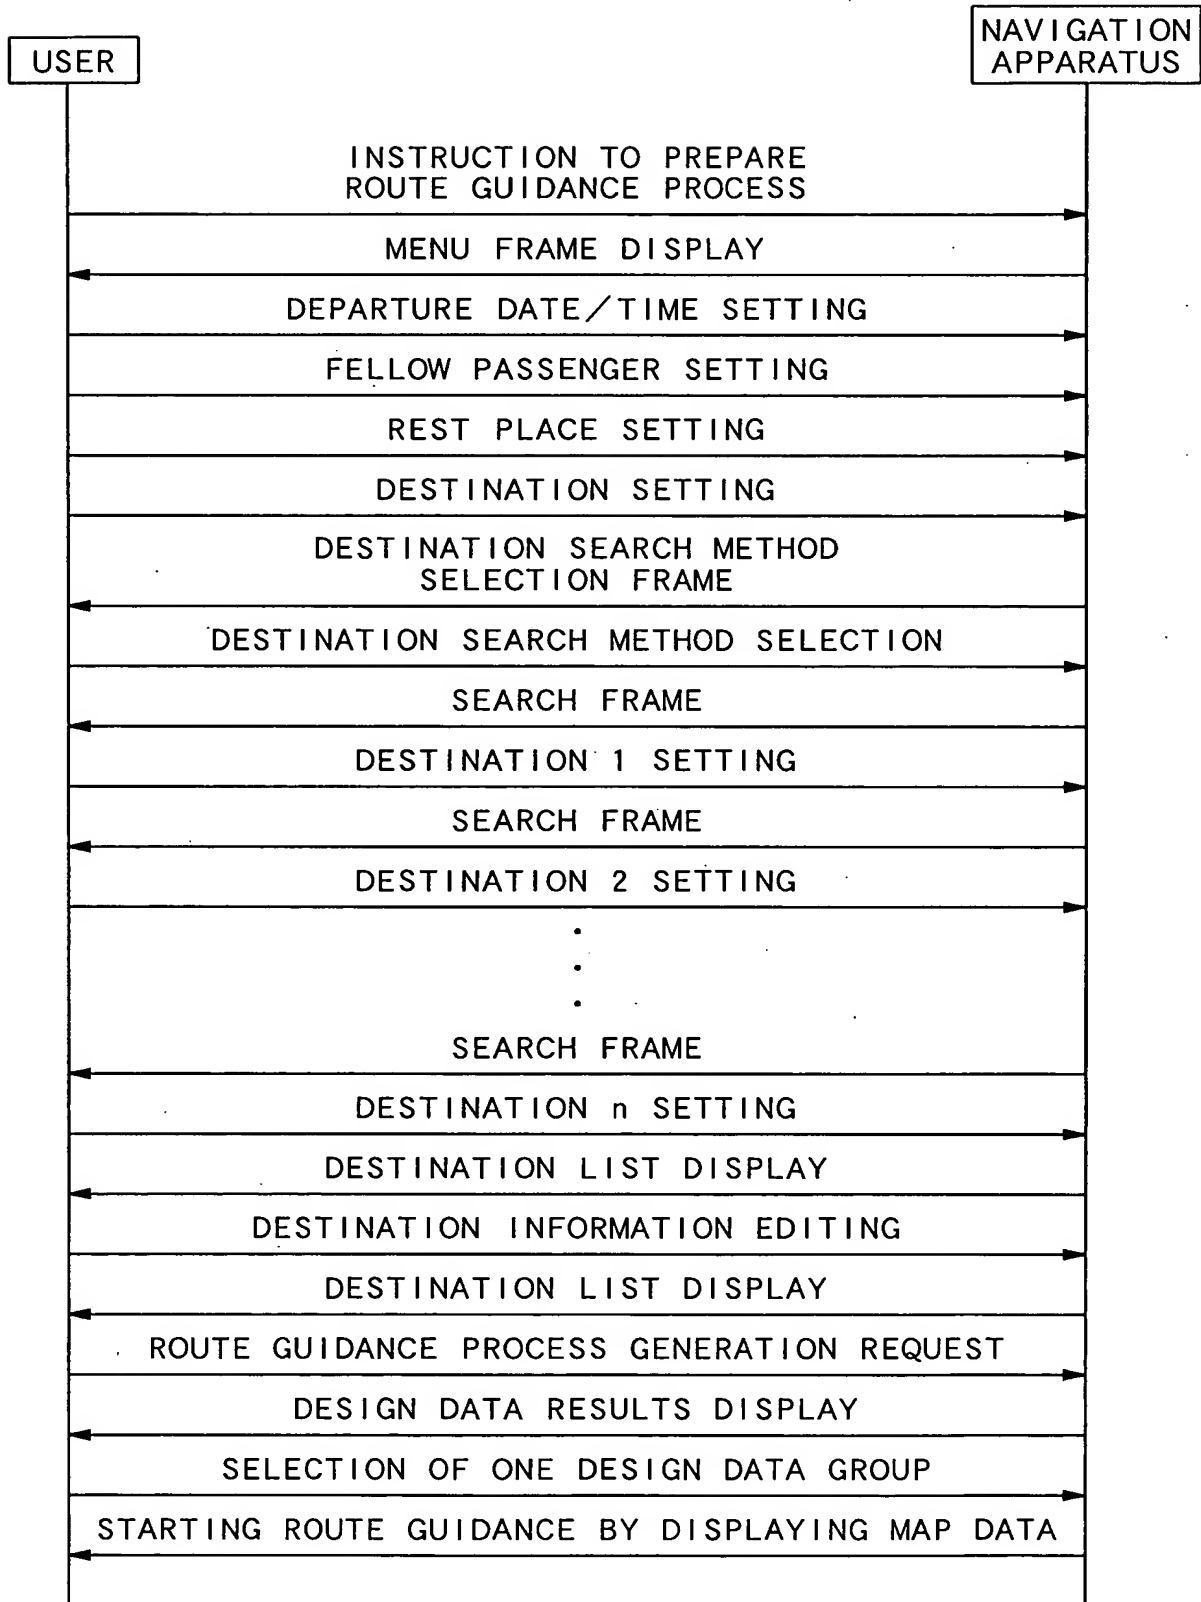 USER
NAVIGATION
APPARATUS
INSTRUCTION TO PREPARE
ROUTE GUIDANCE PROCESS
MENU FRAME DISPLAY
DEPARTURE DATE/TIME SETTING
FELLOW PASSENGER SETTING
REST PLACE SETTING
DESTINATION SETTING
DESTINATION SEARCH METHOD
SELECTION FRAME
DESTINATION SEARCH METHOD SELECTION
SEARCH FRAME
DESTINATION 1 SETTING
SEARCH FRAME
DESTINATION 2 SETTING
SEARCH FRAME
DESTINATION n SETTING
DESTINATION LIST DISPLAY
DESTINATION INFORMATION EDITING
DESTINATION LIST DISPLAY
ROUTE GUIDANCE PROCESS GENERATION REQUEST
DESIGN DATA RESULTS DISPLAY
SELECTION OF ONE DESIGN DATA GROUP
STARTING ROUTE GUIDANCE BY DISPLAYING MAP DATA